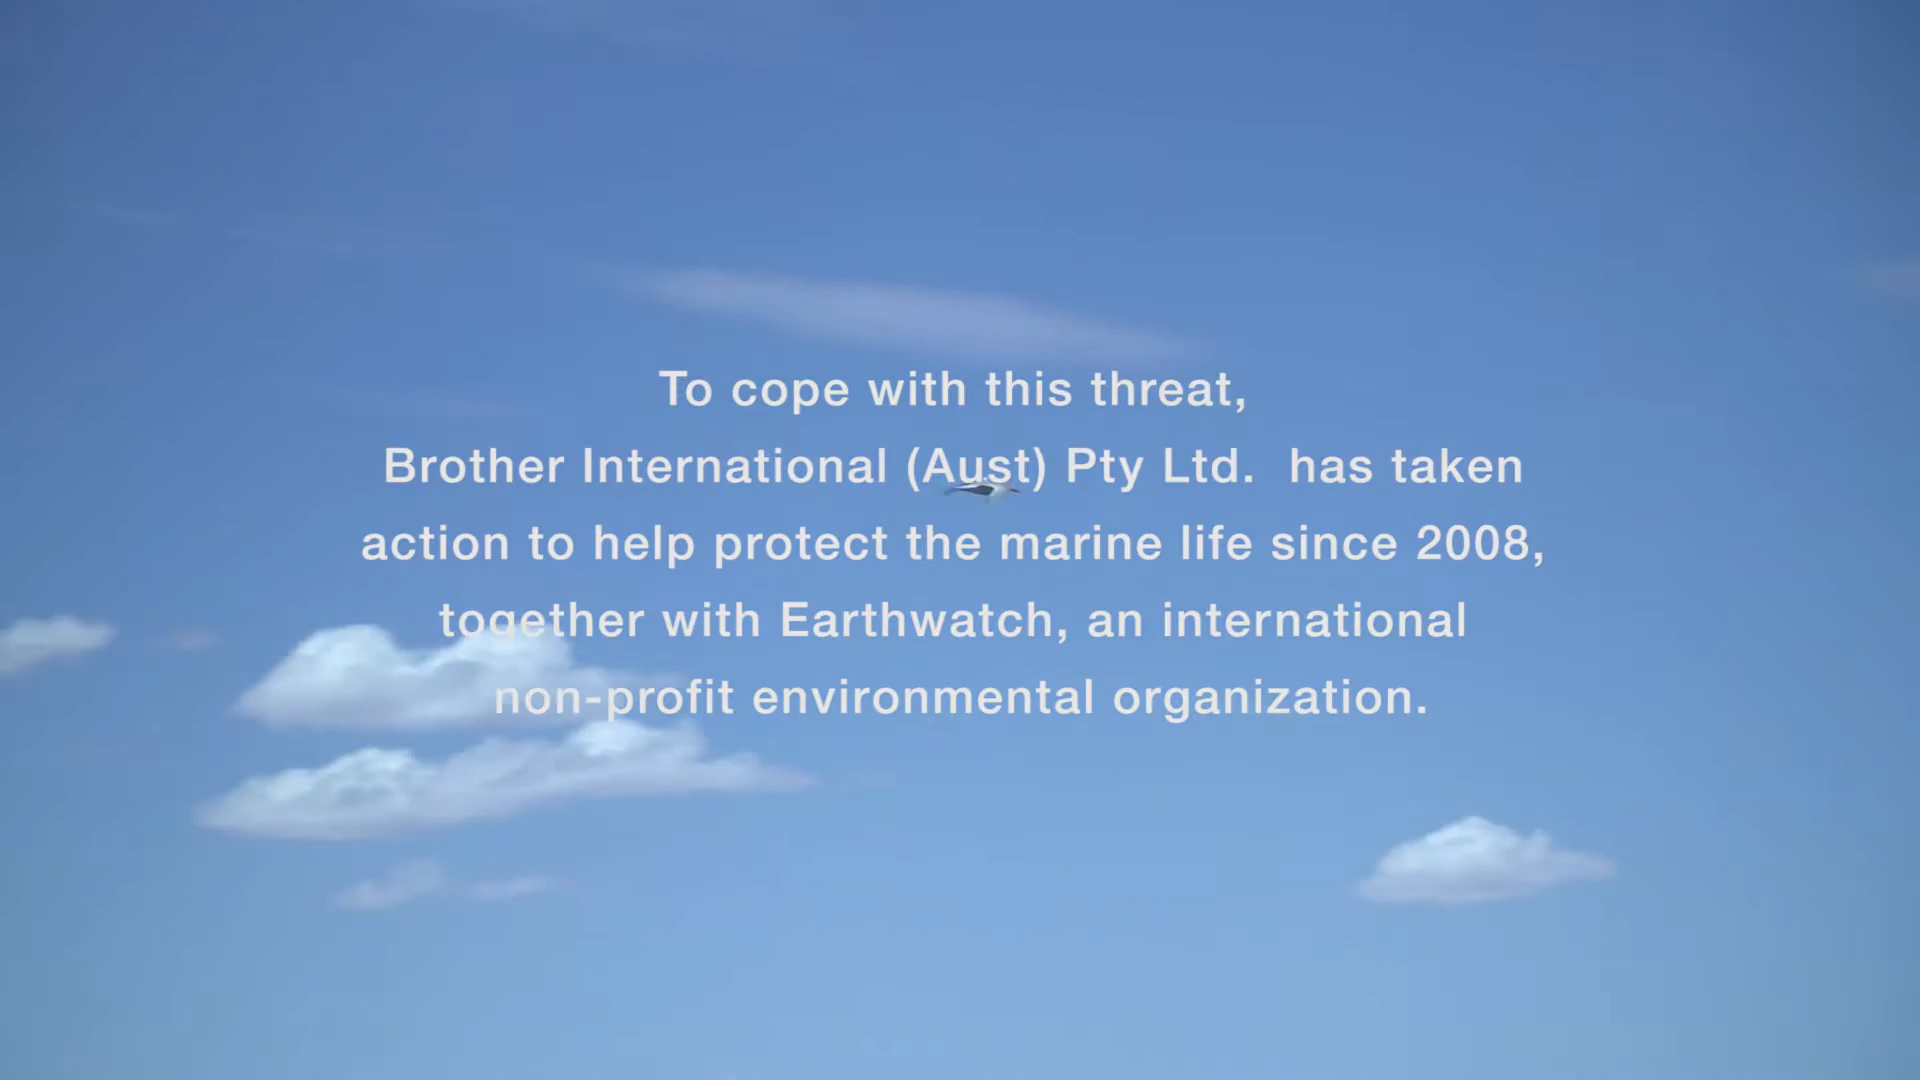 To cope with this threat,
Brother International (Aust) Pty Ltd.  has taken
action to help protect the marine life since 2008,
together with Earthwatch, an international
non-profit environmental organization.